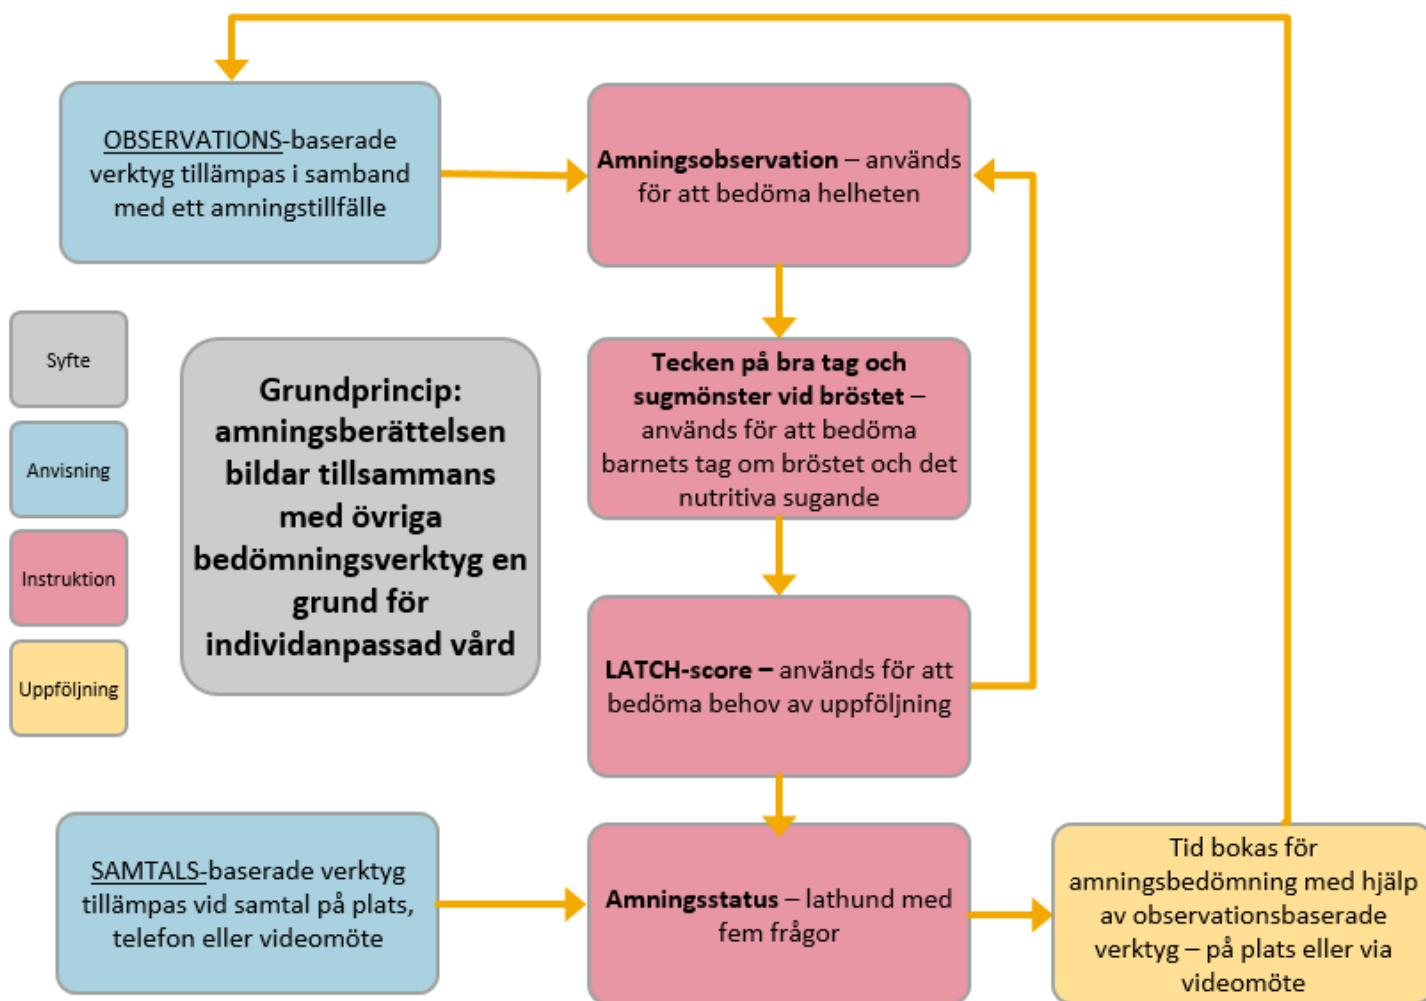 OBSERVATIONS-baserade
verktyg tillämpas i samband
med ett amningstillfälle
Amningsobservation – används
för att bedöma helheten
Syfte
Anvisning
Instruktion
Uppföljning
Grundprincip:
amningsberättelsen
bildar tillsammans
med övriga
bedömningsverktyg en
grund för
individanpassad vård
Tecken på bra tag och
sugmönster vid bröstet –
används för att bedöma
barnets tag om bröstet och det
nutritiva sugande
LATCH-score – används för att
bedöma behov av uppföljning
SAMTALS-baserade verktyg
tillämpas vid samtal på plats,
telefon eller videomöte
Amningsstatus – lathund med
fem frågor
Tid bokas för
amningsbedömning med hjälp
av observationsbaserade
verktyg – på plats eller via
videomöte